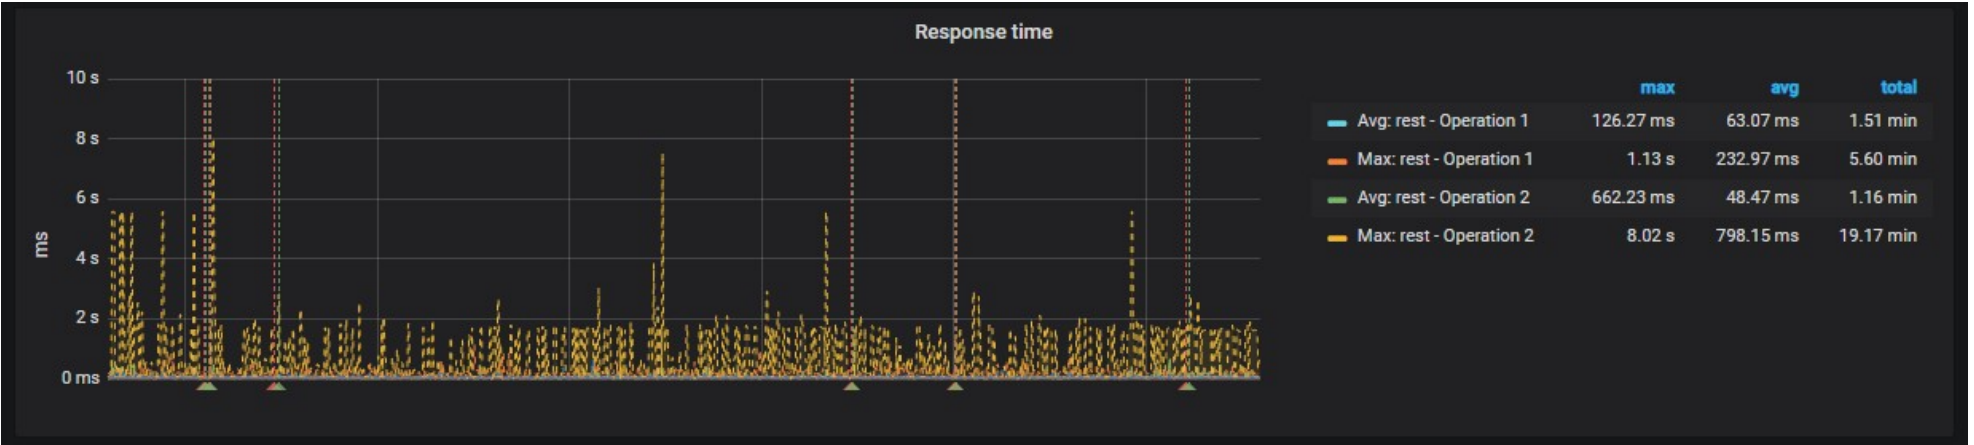 Response time
10 s
8 s
6 s
4 s
2 s
0 ms
ms
max avg total
Avg: rest - Operation 1 126.27 ms 63.07 ms 1.51 min
Max: rest - Operation 1 1.13 s 232.97 ms 5.60 min
Avg: rest - Operation 2 662.23 ms 48.47 ms 1.16 min
Max: rest - Operation 2 8.02 s 798.15 ms 19.17 min